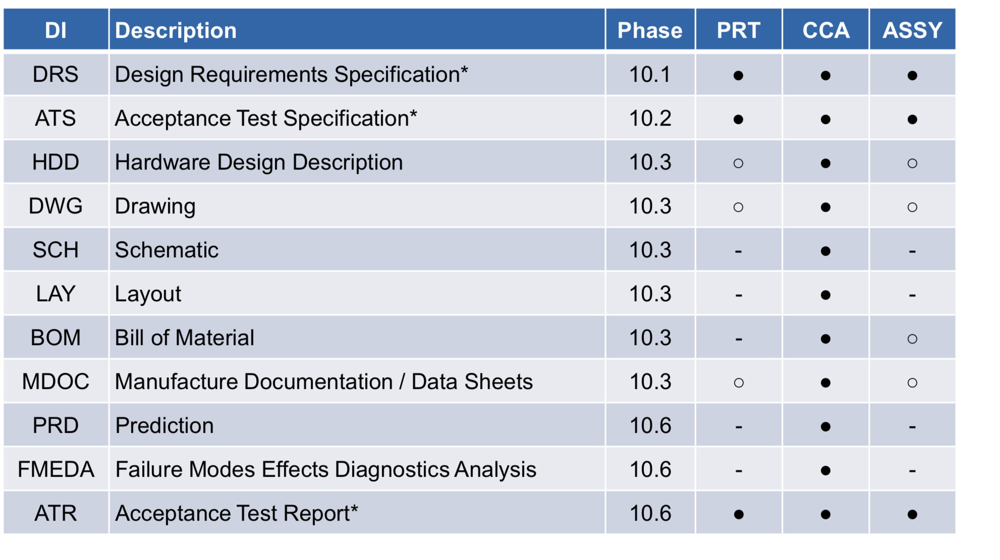 DI Description Phase PRT CCA ASSY
DRS Design Requirements Specification* 10.1 ● ● ●
ATS Acceptance Test Specification* 10.2 ● ● ●
HDD Hardware Design Description 10.3 ○ ● ○
DWG Drawing 10.3 ○ ● ○
SCH Schematic 10.3 - ● -
LAY Layout 10.3 - ● -
BOM Bill of Material 10.3 - ● ○
MDOC Manufacture Documentation / Data Sheets 10.3 ○ ● ○
PRD Prediction 10.6 - ● -
FMEDA Failure Modes Effects Diagnostics Analysis 10.6 - ● -
ATR Acceptance Test Report* 10.6 ● ● ●